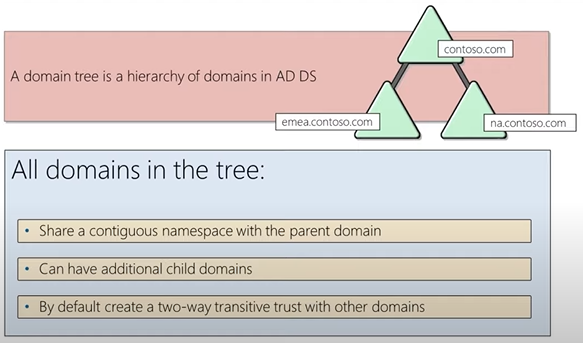 contoso.com
A domain tree is a hierarchy of domains in AD DS
emea.contoso.com
na.contoso.com
All domains in the tree:
• Share a contiguous namespace with the parent domain
• Can have additional child domains
• By default create a two-way transitive trust with other domains